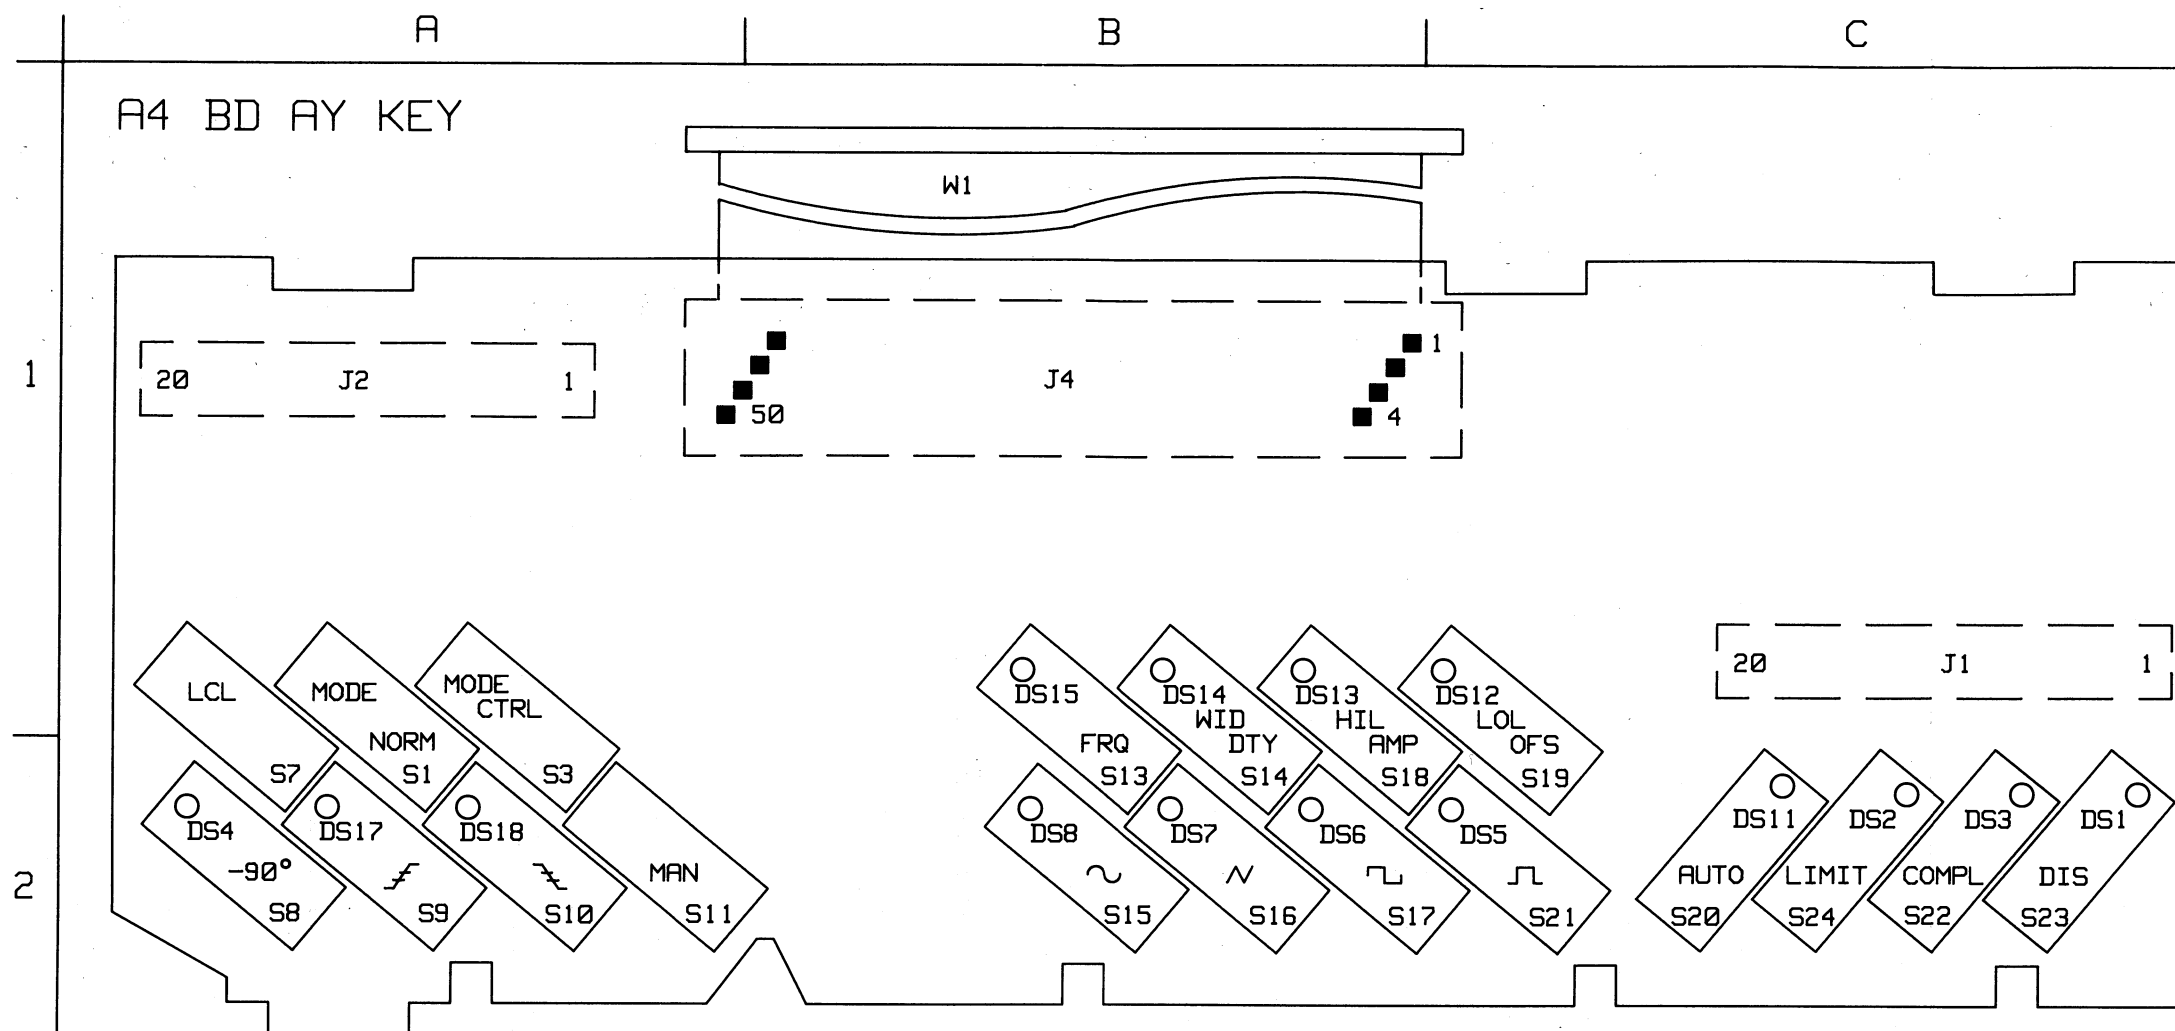 A B C
A4 BD AY KEY
W1
1
20 J2 1
J4
1
50
4
20 J1 1
LCL
S7
MODE
NORM
S1
MODE
CTRL
S3
DS15
FRQ
S13
DS14
WID
DTY
S14
DS13
HIL
AMP
S18
DS12
LOL
OFS
S19
2
DS4
-90°
S8
DS17
S9
DS18
S10
MAN
S11
DS8
S15
DS7
S16
DS6
S17
DS5
S21
DS11
AUTO
S20
DS2
LIMIT
S24
DS3
COMPL
S22
DS1
DIS
S23